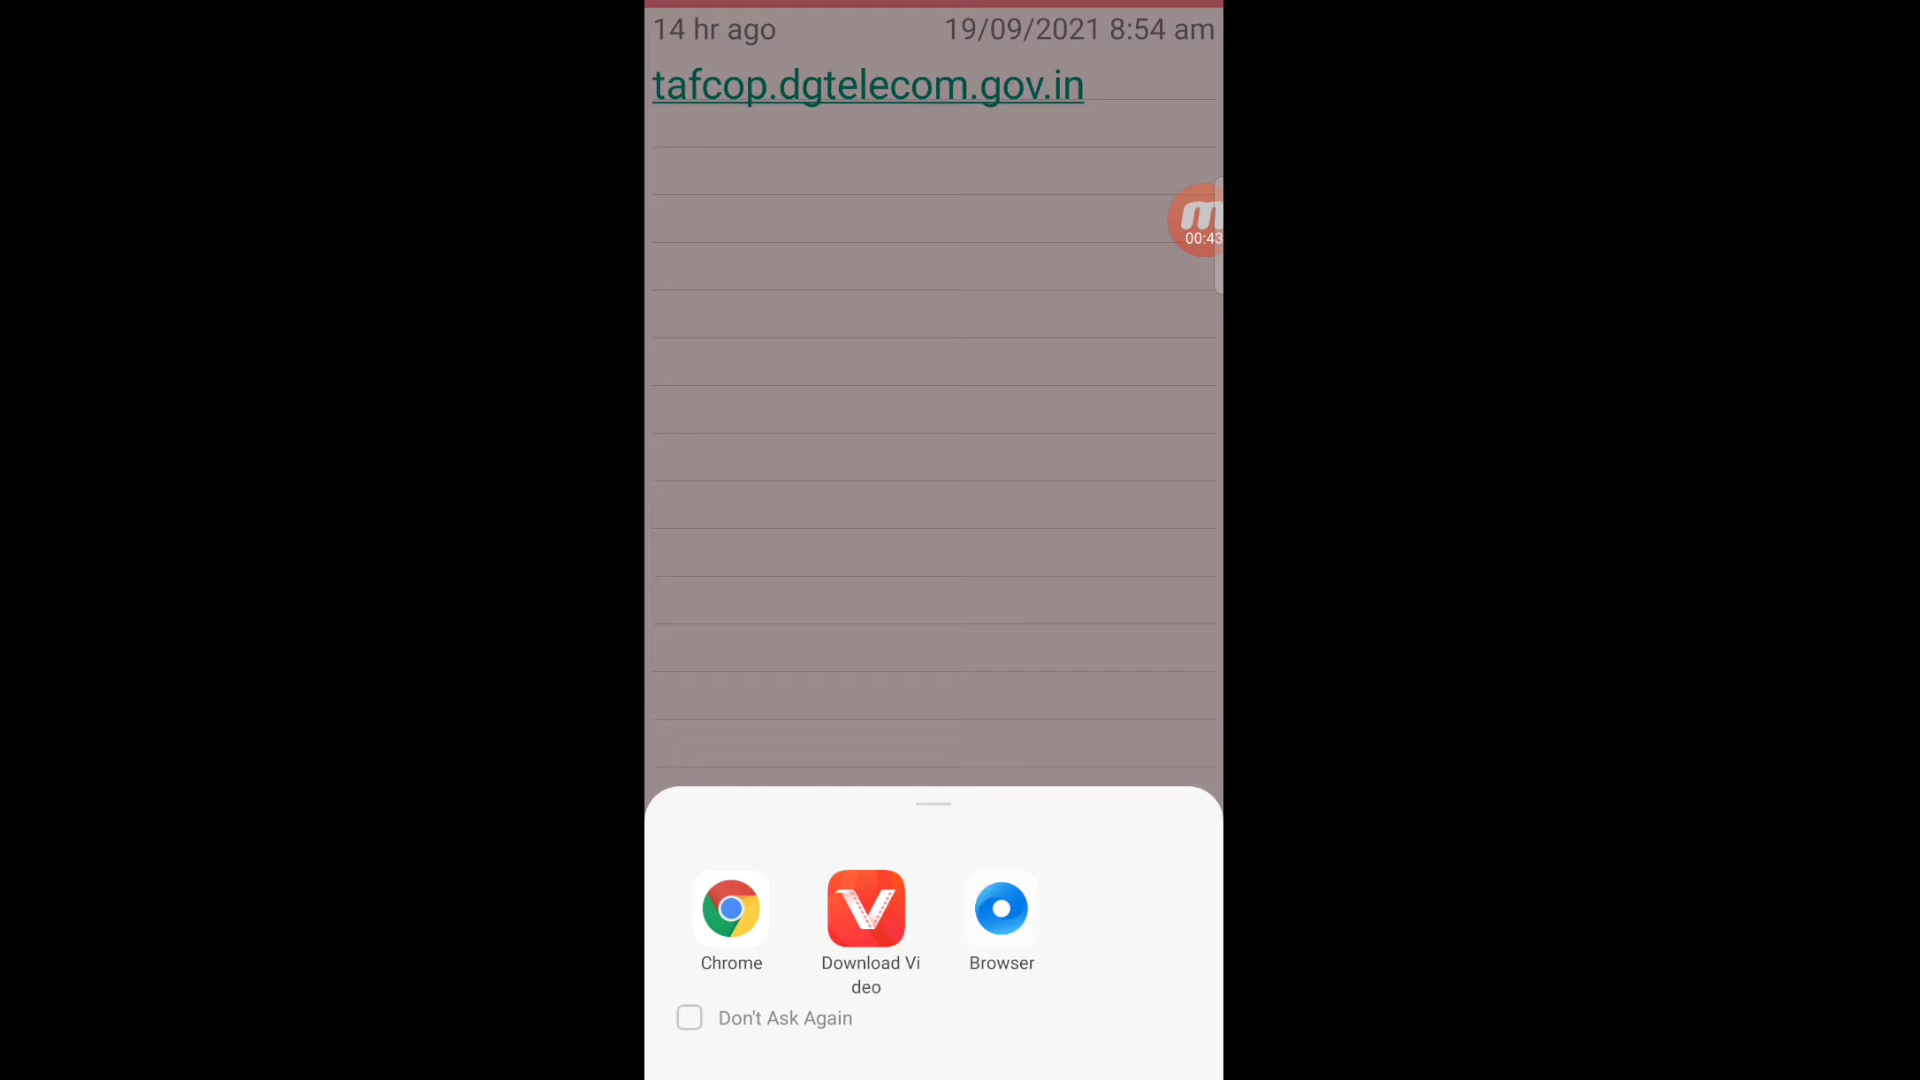 14 hr ago 19/09/2021 8:54 am
tafcop.dgtelecom.gov.in
00:43
Chrome
Download Vi
deo
Browser
Don't Ask Again